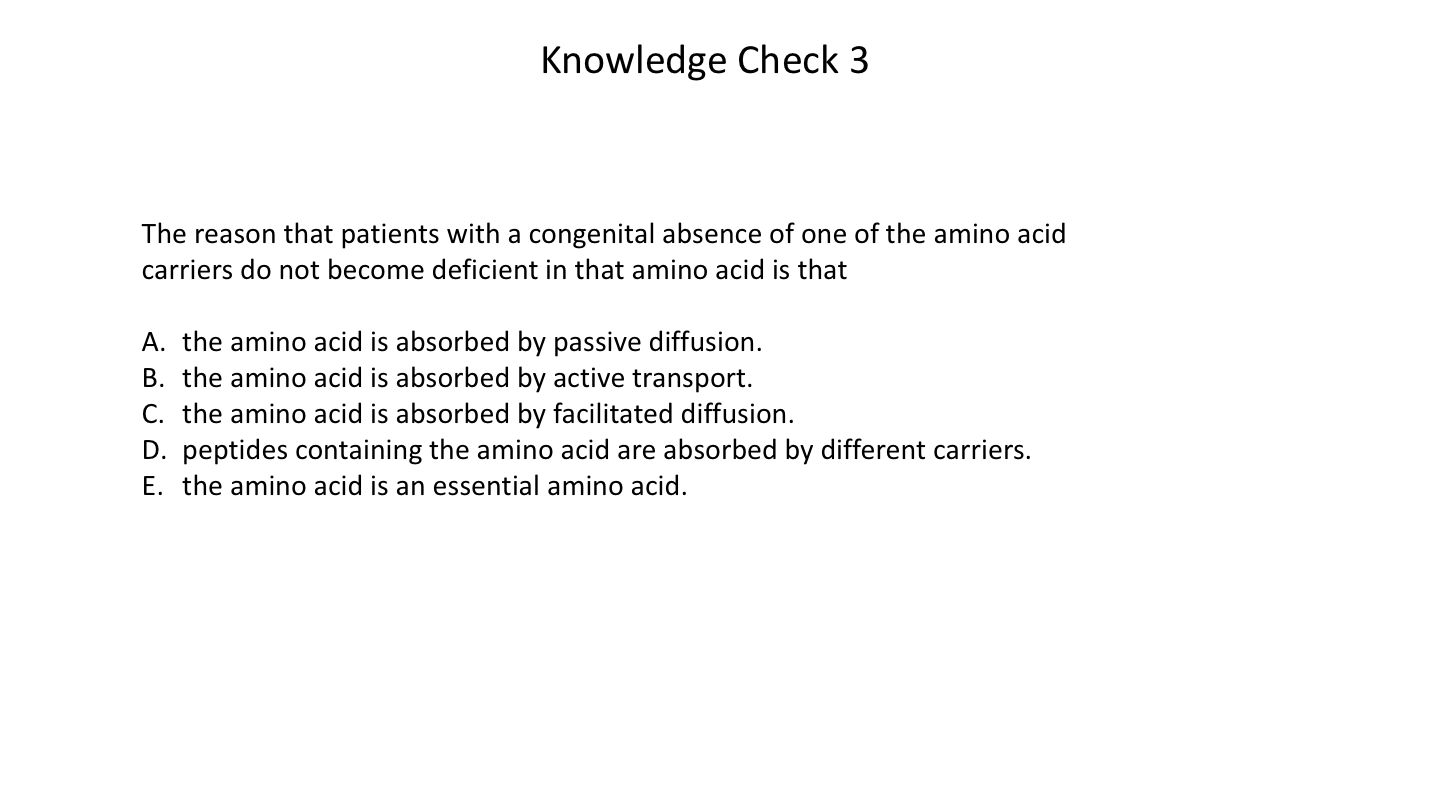 Knowledge Check 3
The reason that patients with a congenital absence of one of the amino acid
carriers do not become deficient in that amino acid is that
A. the amino acid is absorbed by passive diffusion.
B. the amino acid is absorbed by active transport.
C. the amino acid is absorbed by facilitated diffusion.
D. peptides containing the amino acid are absorbed by different carriers.
E. the amino acid is an essential amino acid.